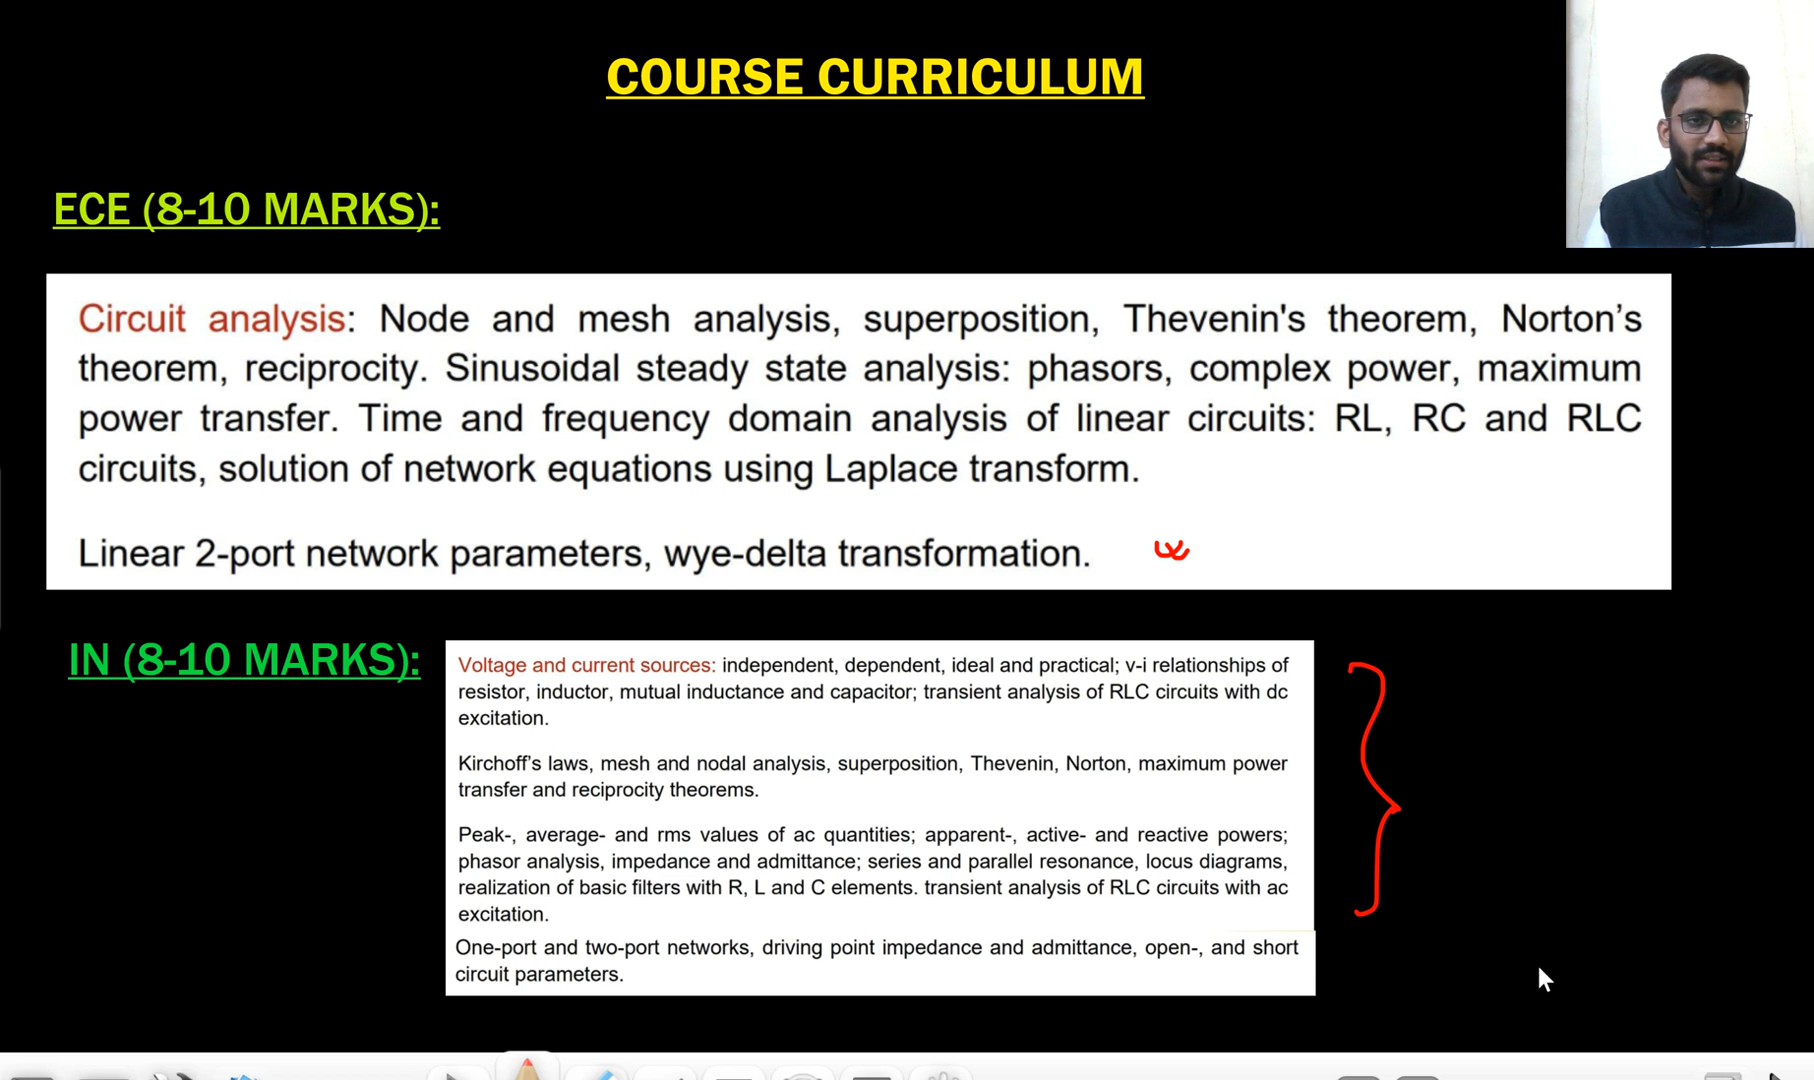 COURSE CURRICULUM
ECE (8-10 MARKS):
Circuit analysis: Node and mesh analysis, superposition, Thevenin's theorem, Norton’s
theorem, reciprocity. Sinusoidal steady state analysis: phasors, complex power, maximum
power transfer. Time and frequency domain analysis of linear circuits: RL, RC and RLC
circuits, solution of network equations using Laplace transform.
Linear 2-port network parameters, wye-delta transformation.
IN (8-10 MARKS):
Voltage and current sources: independent, dependent, ideal and practical; v-i relationships of
resistor, inductor, mutual inductance and capacitor; transient analysis of RLC circuits with dc
excitation.
Kirchoff’s laws, mesh and nodal analysis, superposition, Thevenin, Norton, maximum power
transfer and reciprocity theorems.
Peak-, average- and rms values of ac quantities; apparent-, active- and reactive powers;
phasor analysis, impedance and admittance; series and parallel resonance, locus diagrams,
realization of basic filters with R, L and C elements. transient analysis of RLC circuits with ac
excitation.
One-port and two-port networks, driving point impedance and admittance, open-, and short
circuit parameters.